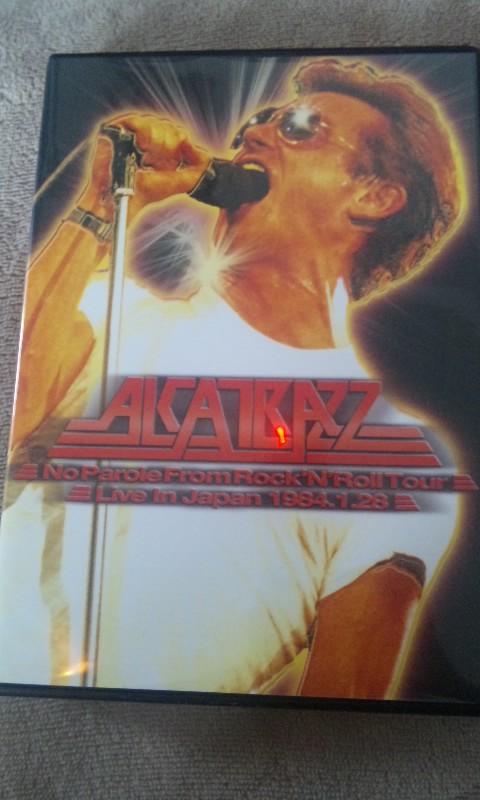 ALCATRAZZ
No Parole From Rock'N'Roll Tour
Live In Japan 1984.1.28